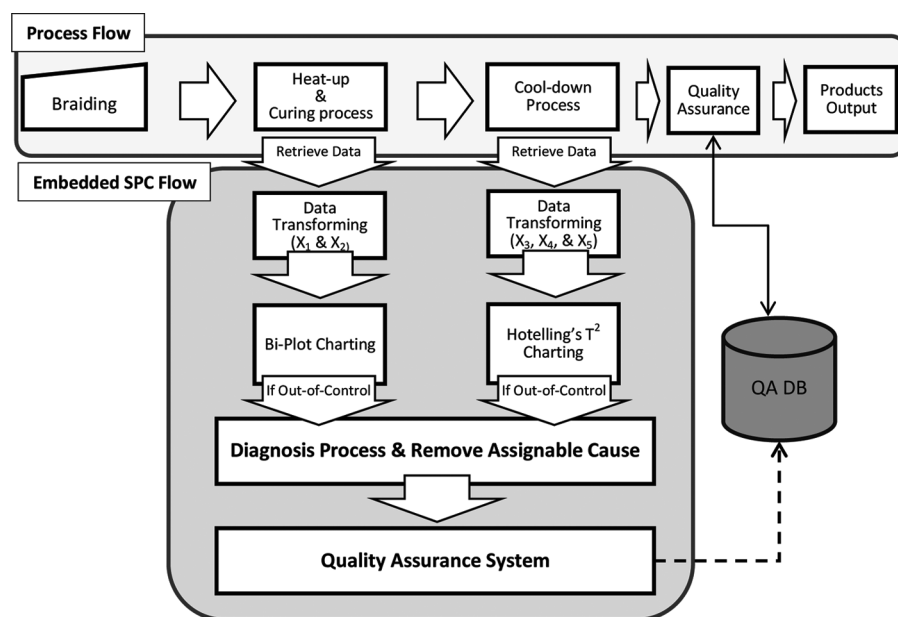 Process Flow
Braiding
Heat-up
&
Curing process
Cool-down
Process
Quality
Assurance
Products
Output
Retrieve Data
Retrieve Data
Embedded SPC Flow
Data
Transforming
(X₁ & X₂)
Data
Transforming
(X₃, X₄, & X₅)
Bi-Plot Charting
Hotelling's T²
Charting
If Out-of-Control
If Out-of-Control
QA DB
Diagnosis Process & Remove Assignable Cause
Quality Assurance System